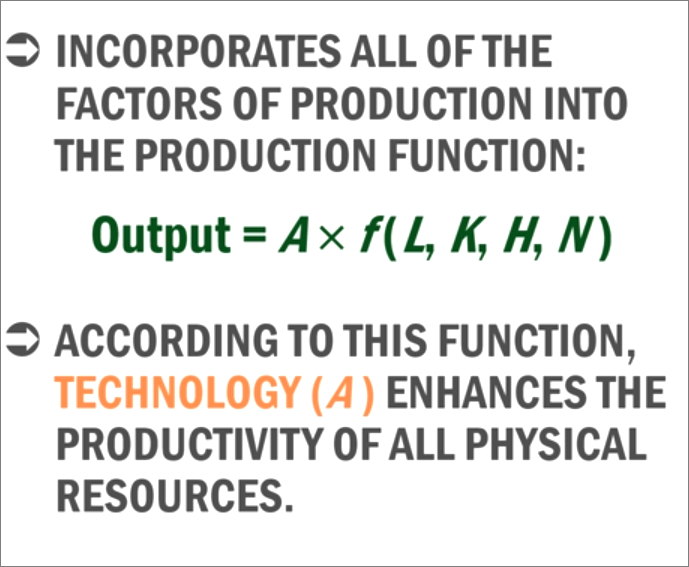 ➲ INCORPORATES ALL OF THE
FACTORS OF PRODUCTION INTO
THE PRODUCTION FUNCTION:
Output = A × f(L, K, H, N)
➲ ACCORDING TO THIS FUNCTION,
TECHNOLOGY (A) ENHANCES THE
PRODUCTIVITY OF ALL PHYSICAL
RESOURCES.